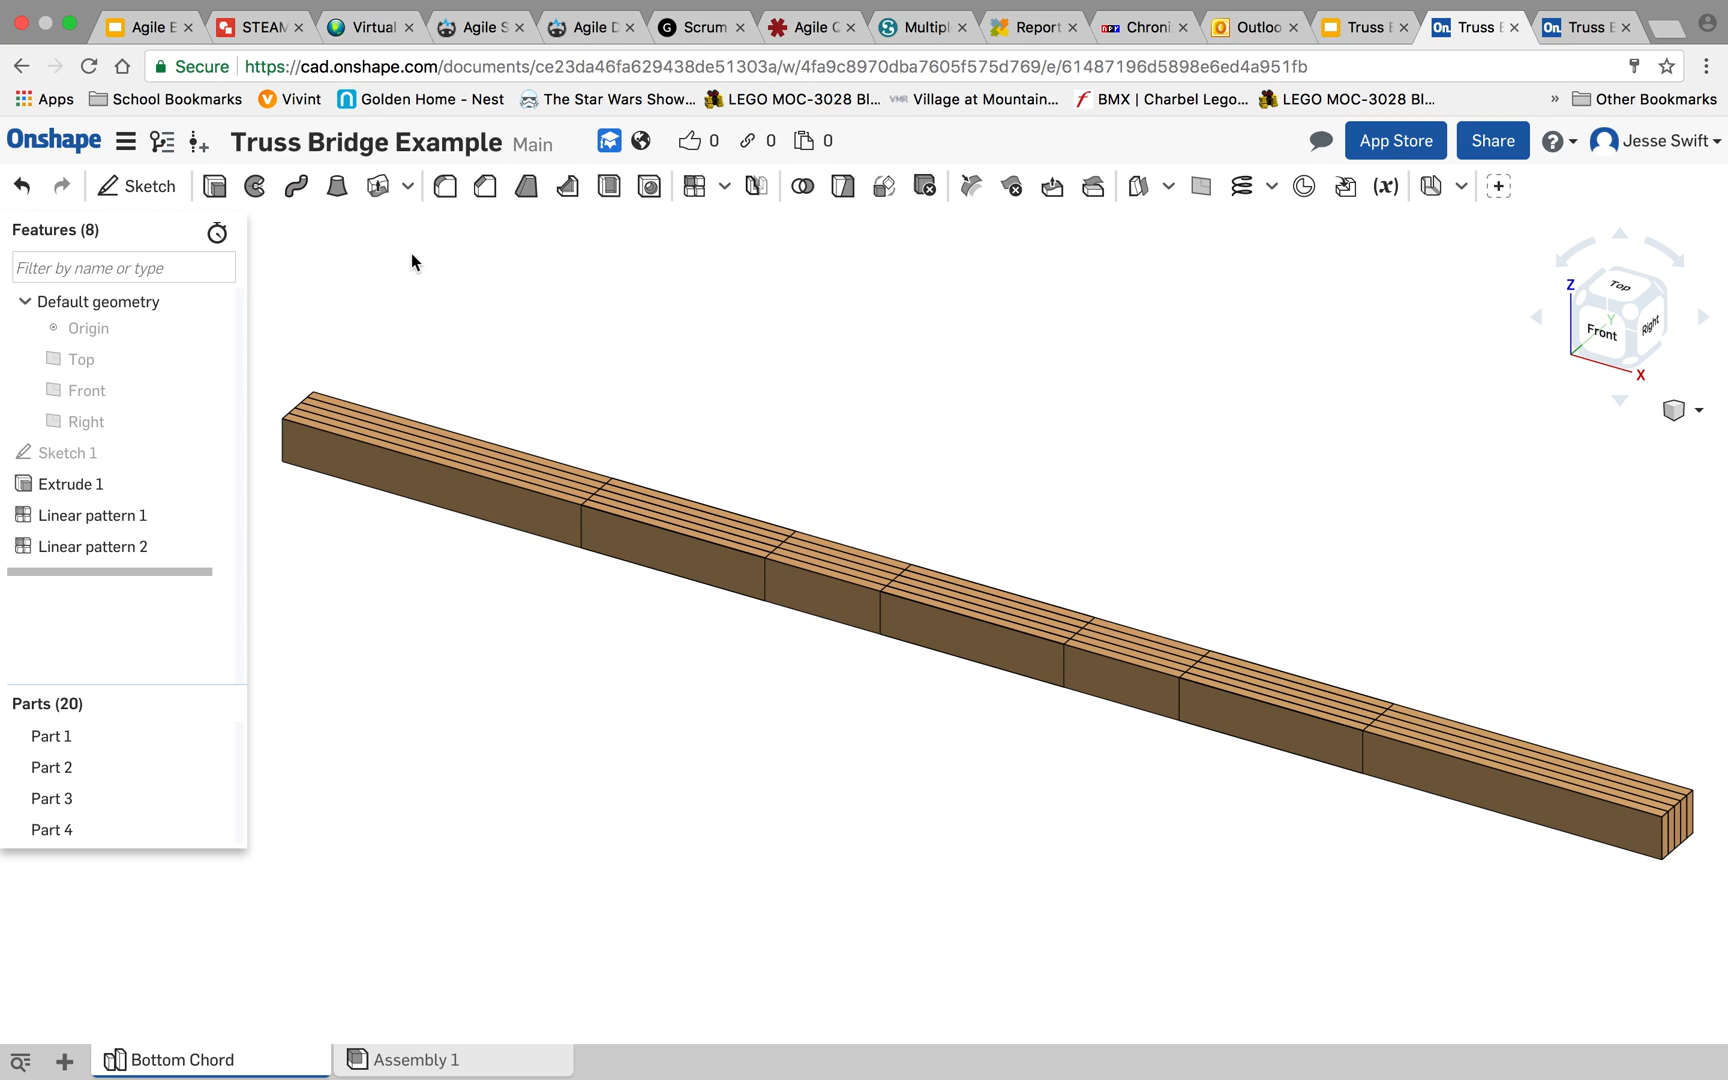 Agile E STEAM Virtual Agile S Agile D Scrum Agile C Multipl Report Chroni Outloo Truss E Truss E Truss E
Secure https://cad.onshape.com/documents/ce23da46fa629438de51303a/w/4fa9c8970dba7605f575d769/e/61487196d5898e6ed4a951fb
Apps School Bookmarks Vivint Golden Home - Nest The Star Wars Show... LEGO MOC-3028 Bl... VMR Village at Mountain... BMX | Charbel Lego... LEGO MOC-3028 Bl... » Other Bookmarks
Onshape Truss Bridge Example Main 0 0 0 App Store Share ? Jesse Swift
Sketch (x)
Features (8)
Filter by name or type
Default geometry
Origin
Top
Front
Right
Sketch 1
Extrude 1
Linear pattern 1
Linear pattern 2
Parts (20)
Part 1
Part 2
Part 3
Part 4
Z Top
Y
Front Right
X
Bottom Chord Assembly 1